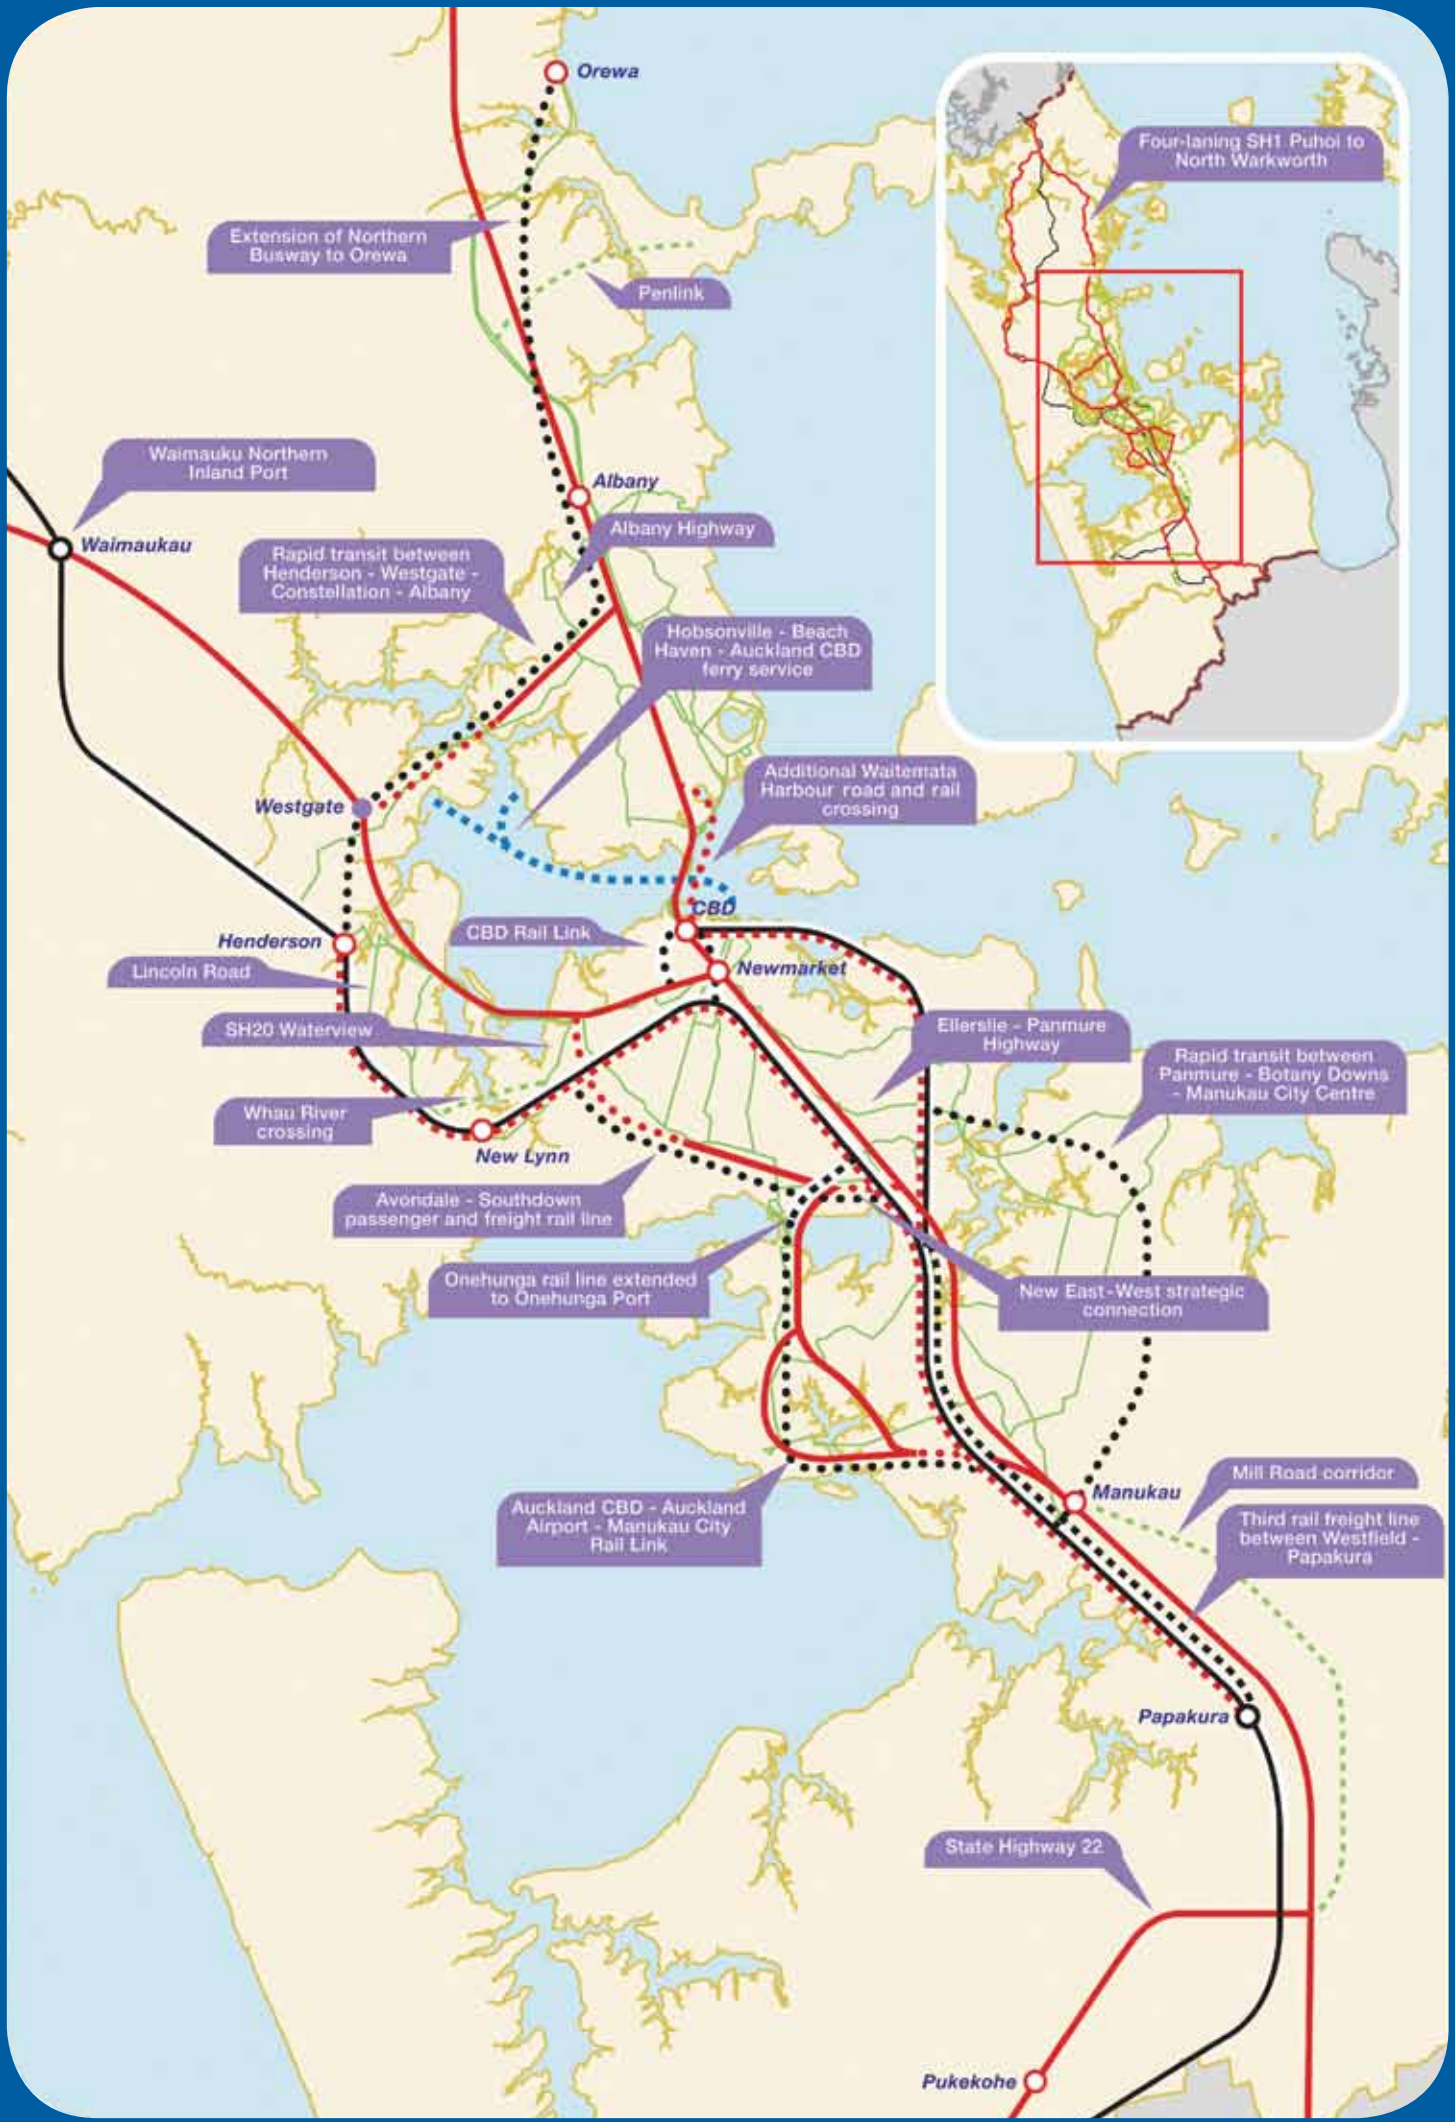 Orewa
Four-laning SH1 Puhoi to
North Warkworth
Extension of Northern
Busway to Orewa
Penlink
Waimauku Northern
Inland Port
Albany
Albany Highway
Waimaukau
Rapid transit between
Henderson - Westgate -
Constellation - Albany
Hobsonville - Beach
Haven - Auckland CBD
ferry service
Additional Waitemata
Harbour road and rail
crossing
Westgate
CBD
CBD Rail Link
Henderson
Newmarket
Lincoln Road
SH20 Waterview
Ellerslie - Panmure
Highway
Rapid transit between
Panmure - Botany Downs
- Manukau City Centre
Whau River
crossing
New Lynn
Avondale - Southdown
passenger and freight rail line
Onehunga rail line extended
to Onehunga Port
New East-West strategic
connection
Mill Road corridor
Manukau
Auckland CBD - Auckland
Airport - Manukau City
Rail Link
Third rail freight line
between Westfield -
Papakura
Papakura
State Highway 22
Pukekohe